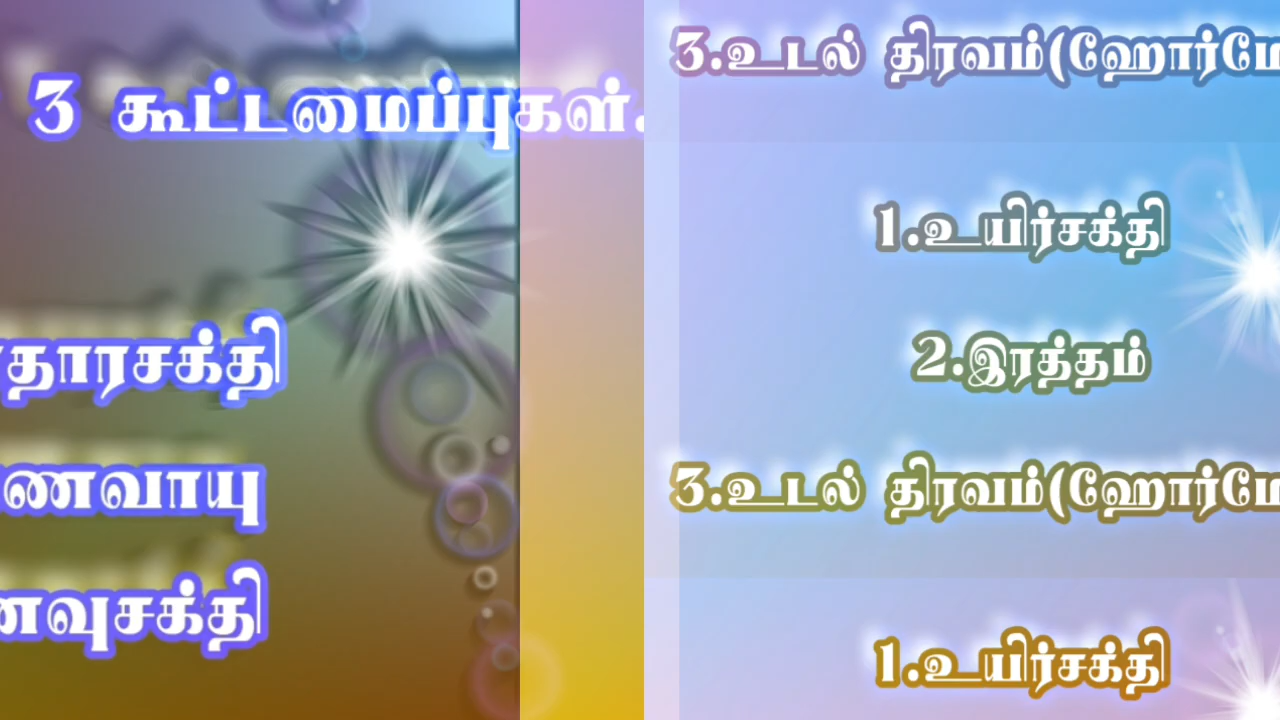 3 கூட்டமைப்புகள்.
தாரசக்தி
ணவாயு
னவுசக்தி
3.உடல் திரவம்(ஹோர்மே
1.உயிர்சக்தி
2.இரத்தம்
3.உடல் திரவம்(ஹோர்மே
1.உயிர்சக்தி